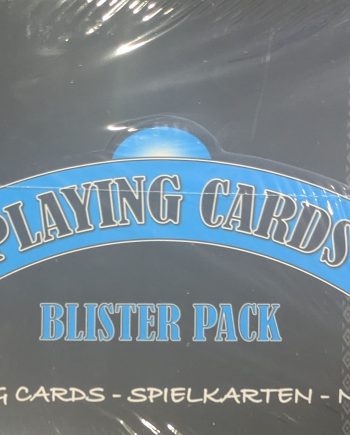 PLAYING CARDS
BLISTER PACK
G CARDS - SPIELKARTEN - N